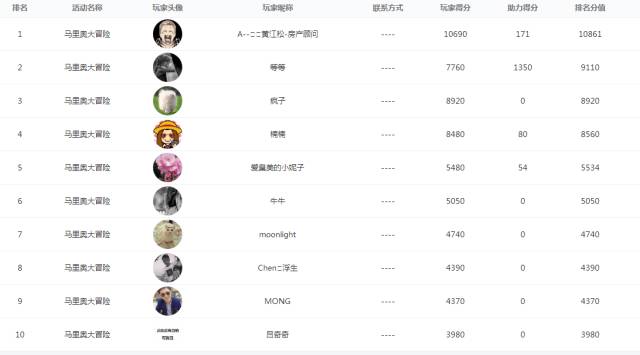 排名 活动名称 玩家头像 玩家昵称 联系方式 玩家得分 助力得分 排名分值
1 马里奥大冒险 A--ΞΞ黄江松-房产顾问 ---- 10690 171 10861
2 马里奥大冒险 等等 ---- 7760 1350 9110
3 马里奥大冒险 疯子 ---- 8920 0 8920
4 马里奥大冒险 楠楠 ---- 8480 80 8560
5 马里奥大冒险 爱臭美的小妮子 ---- 5480 54 5534
6 马里奥大冒险 牛牛 ---- 5050 0 5050
7 马里奥大冒险 moonlight ---- 4740 0 4740
8 马里奥大冒险 Chen 浮生 ---- 4390 0 4390
9 马里奥大冒险 MONG ---- 4370 0 4370
10 马里奥大冒险 吕奇奇 ---- 3980 0 3980